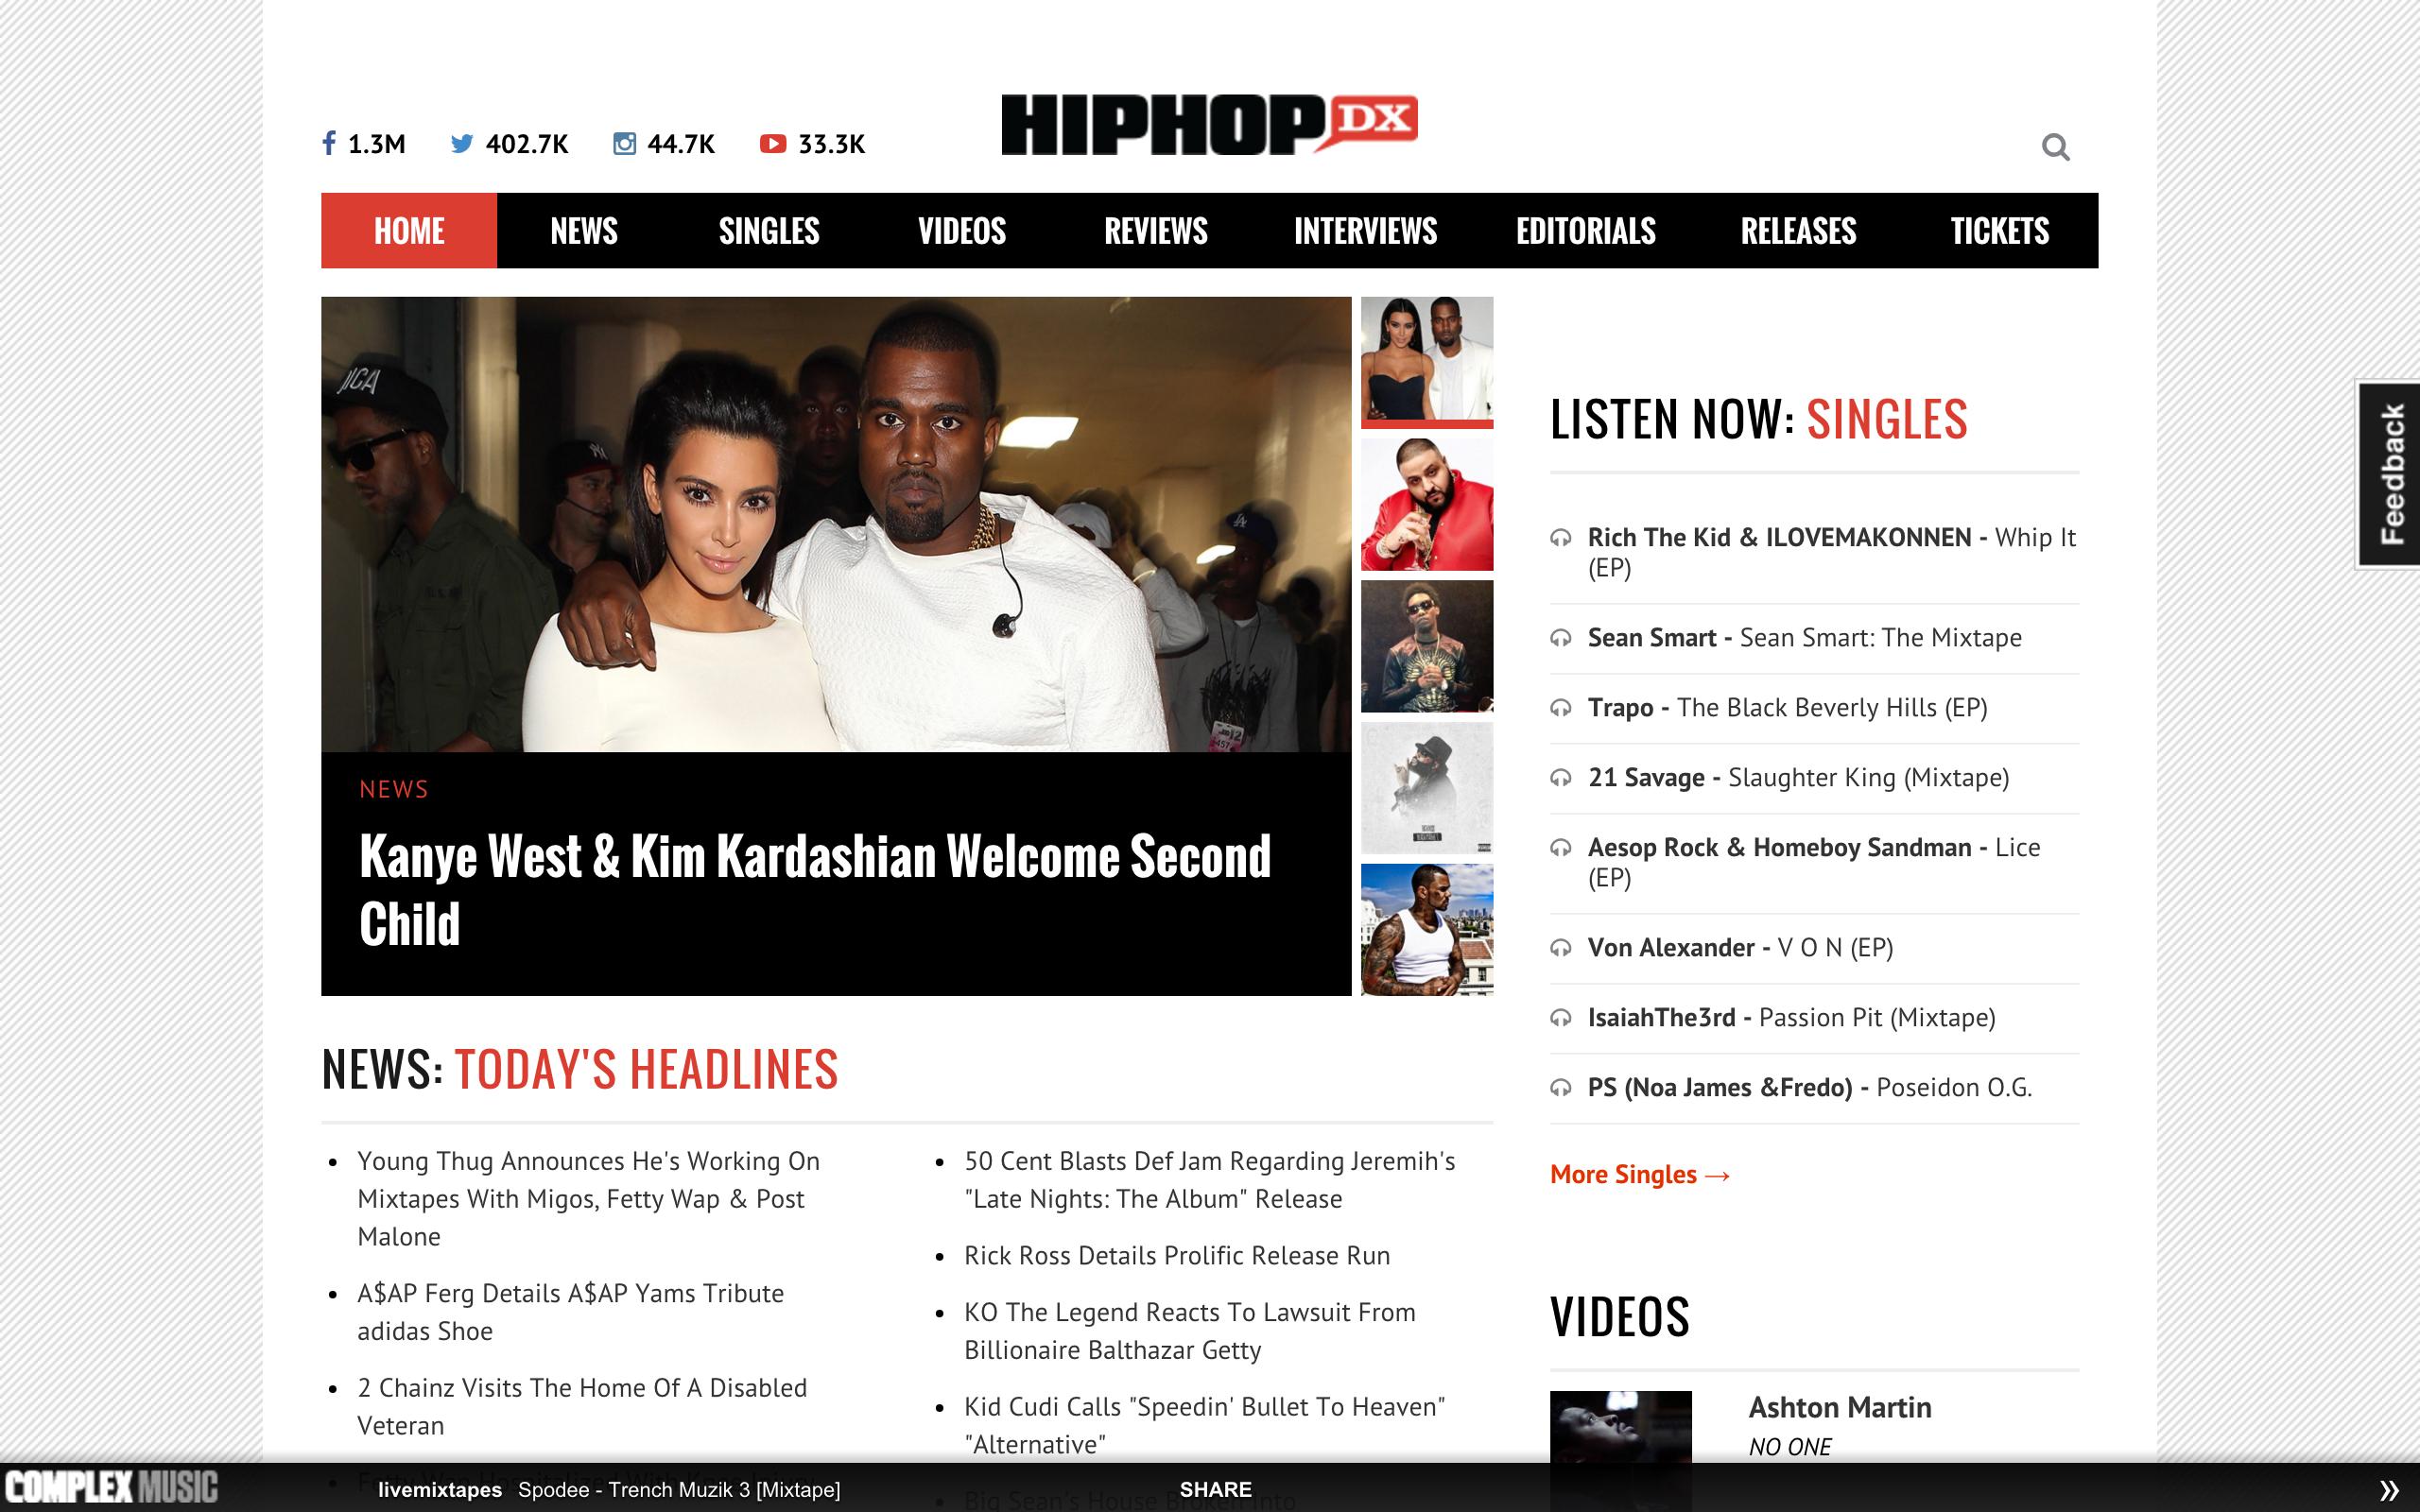 1.3M 402.7K 44.7K 33.3K
HIPHOP DX
HOME NEWS SINGLES VIDEOS REVIEWS INTERVIEWS EDITORIALS RELEASES TICKETS
NEWS
Kanye West & Kim Kardashian Welcome Second
Child
NEWS: TODAY'S HEADLINES
Young Thug Announces He's Working On
Mixtapes With Migos, Fetty Wap & Post
Malone
A$AP Ferg Details A$AP Yams Tribute
adidas Shoe
2 Chainz Visits The Home Of A Disabled
Veteran
50 Cent Blasts Def Jam Regarding Jeremih's
"Late Nights: The Album" Release
Rick Ross Details Prolific Release Run
KO The Legend Reacts To Lawsuit From
Billionaire Balthazar Getty
Kid Cudi Calls "Speedin' Bullet To Heaven"
"Alternative"
Big Sean's House Broken Into
LISTEN NOW: SINGLES
Rich The Kid & ILOVEMAKONNEN - Whip It
(EP)
Sean Smart - Sean Smart: The Mixtape
Trapo - The Black Beverly Hills (EP)
21 Savage - Slaughter King (Mixtape)
Aesop Rock & Homeboy Sandman - Lice
(EP)
Von Alexander - V O N (EP)
IsaiahThe3rd - Passion Pit (Mixtape)
PS (Noa James &Fredo) - Poseidon O.G.
More Singles →
VIDEOS
Ashton Martin
NO ONE
Feedback
COMPLEX MUSIC
livemixtapes Spodee - Trench Muzik 3 [Mixtape]
SHARE